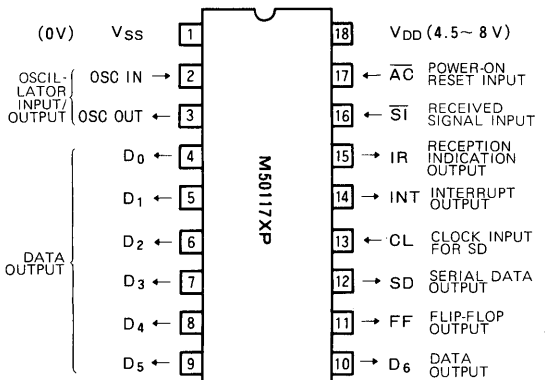 (0V) VSS 1
OSCIL-
LATOR
INPUT/
OUTPUT
OSC IN → 2
OSC OUT ← 3
DATA
OUTPUT
D0 ← 4
D1 ← 5
D2 ← 6
D3 ← 7
D4 ← 8
D5 ← 9
M50117XP
18 VDD (4.5~ 8 V)
17 ← AC POWER-ON
RESET INPUT
16 ← SI RECEIVED
SIGNAL INPUT
15 → IR RECEPTION
INDICATION
OUTPUT
14 → INT INTERRUPT
OUTPUT
13 ← CL CLOCK INPUT
FOR SD
12 → SD SERIAL DATA
OUTPUT
11 → FF FLIP-FLOP
OUTPUT
10 → D6 DATA
OUTPUT